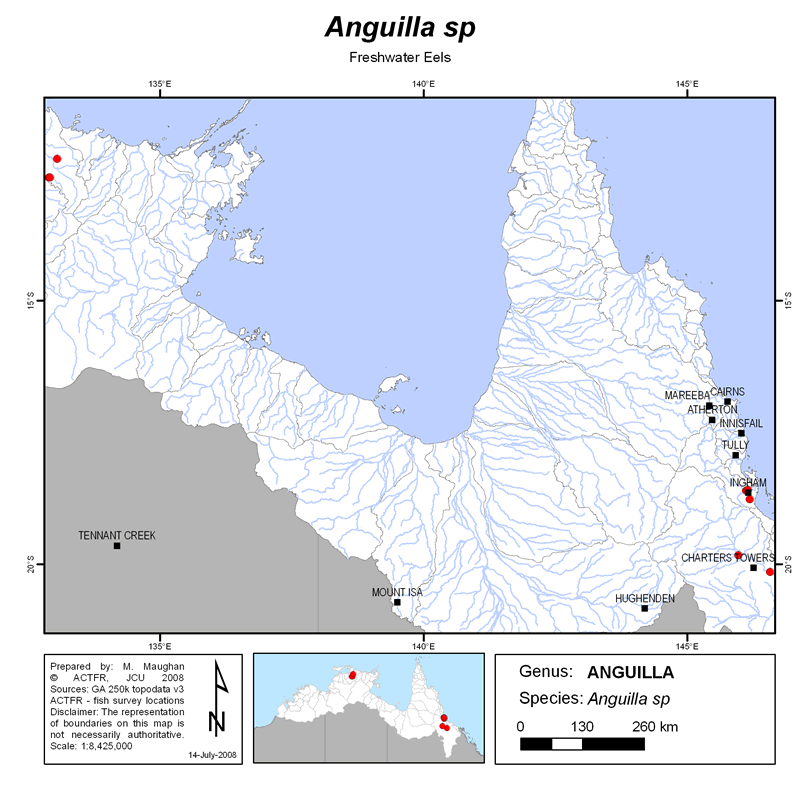 Anguilla sp
Freshwater Eels
135°E 140°E 145°E
15°S 15°S
MAREEBA CAIRNS
ATHERTON
INNISFAIL
TULLY
INGHAM
TENNANT CREEK
CHARTERS TOWERS
20°S 20°S
MOUNT ISA
HUGHENDEN
135°E 140°E 145°E
Prepared by: M. Maughan
© ACTFR, JCU 2008
Sources: GA 250k topodata v3
ACTFR - fish survey locations
Disclaimer: The representation
of boundaries on this map is
not necessarily authoritative.
Scale: 1:8,425,000
N
14-July-2008
Genus: ANGUILLA
Species: Anguilla sp
0 130 260 km